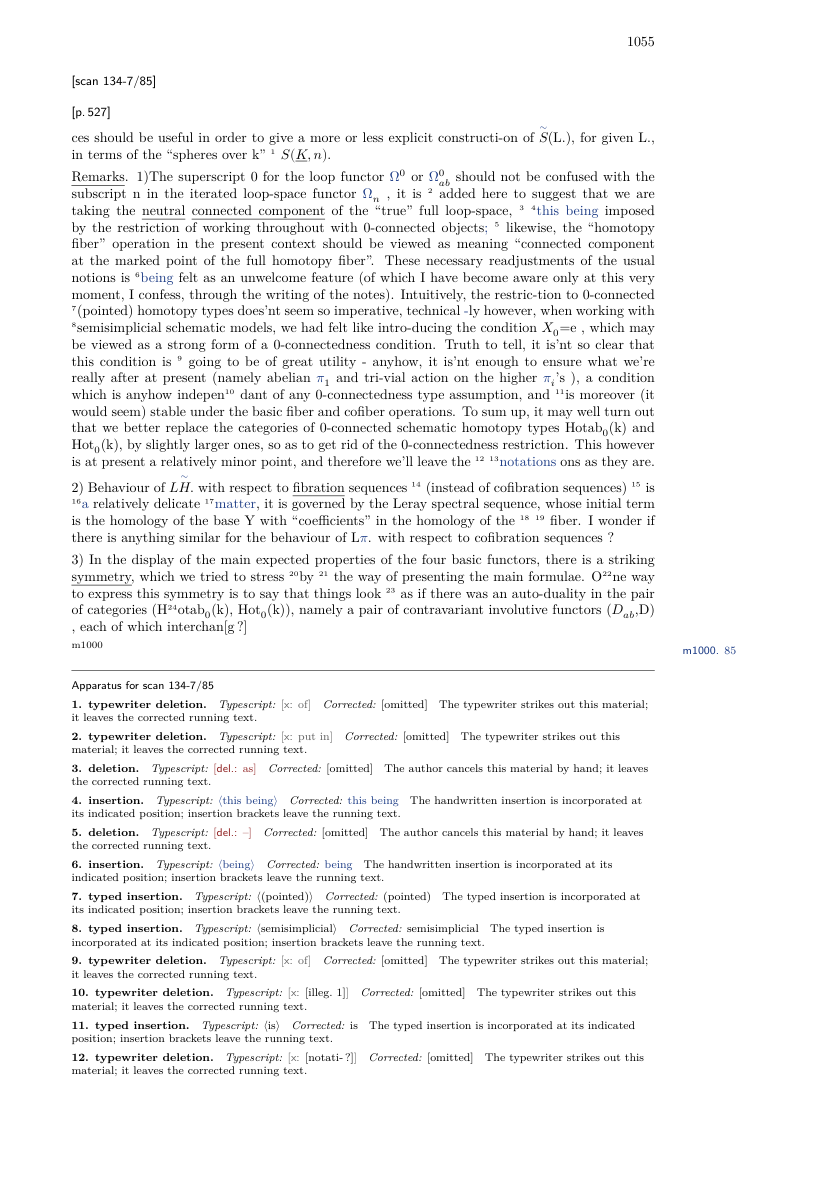 1055
[scan 134-7/85]
[p. 527]
ces should be useful in order to give a more or less explicit constructi-on of S̃(L.), for given L.,
in terms of the “spheres over k” ¹ S(K, n).
Remarks. 1)The superscript 0 for the loop functor Ω⁰ or Ω⁰_ab should not be confused with the
subscript n in the iterated loop-space functor Ω_n , it is ² added here to suggest that we are
taking the neutral connected component of the “true” full loop-space, ³ ⁴this being imposed
by the restriction of working throughout with 0-connected objects; ⁵ likewise, the “homotopy
fiber” operation in the present context should be viewed as meaning “connected component
at the marked point of the full homotopy fiber”. These necessary readjustments of the usual
notions is ⁶being felt as an unwelcome feature (of which I have become aware only at this very
moment, I confess, through the writing of the notes). Intuitively, the restric-tion to 0-connected
⁷(pointed) homotopy types does'nt seem so imperative, technical -ly however, when working with
⁸semisimplicial schematic models, we had felt like intro-ducing the condition X₀=e , which may
be viewed as a strong form of a 0-connectedness condition. Truth to tell, it is'nt so clear that
this condition is ⁹ going to be of great utility - anyhow, it is'nt enough to ensure what we're
really after at present (namely abelian π₁ and tri-vial action on the higher π_i's ), a condition
which is anyhow indepen¹⁰ dant of any 0-connectedness type assumption, and ¹¹is moreover (it
would seem) stable under the basic fiber and cofiber operations. To sum up, it may well turn out
that we better replace the categories of 0-connected schematic homotopy types Hotab₀(k) and
Hot₀(k), by slightly larger ones, so as to get rid of the 0-connectedness restriction. This however
is at present a relatively minor point, and therefore we'll leave the ¹² ¹³notations ons as they are.
2) Behaviour of LH̃. with respect to fibration sequences ¹⁴ (instead of cofibration sequences) ¹⁵ is
¹⁶a relatively delicate ¹⁷matter, it is governed by the Leray spectral sequence, whose initial term
is the homology of the base Y with “coefficients” in the homology of the ¹⁸ ¹⁹ fiber. I wonder if
there is anything similar for the behaviour of Lπ. with respect to cofibration sequences ?
3) In the display of the main expected properties of the four basic functors, there is a striking
symmetry, which we tried to stress ²⁰by ²¹ the way of presenting the main formulae. O²²ne way
to express this symmetry is to say that things look ²³ as if there was an auto-duality in the pair
of categories (H²⁴otab₀(k), Hot₀(k)), namely a pair of contravariant involutive functors (D_ab,D)
, each of which interchan[g ?]
m1000
m1000. 85
Apparatus for scan 134-7/85
1. typewriter deletion. Typescript: [x: of] Corrected: [omitted] The typewriter strikes out this material;
it leaves the corrected running text.
2. typewriter deletion. Typescript: [x: put in] Corrected: [omitted] The typewriter strikes out this
material; it leaves the corrected running text.
3. deletion. Typescript: [del.: as] Corrected: [omitted] The author cancels this material by hand; it leaves
the corrected running text.
4. insertion. Typescript: ⟨this being⟩ Corrected: this being The handwritten insertion is incorporated at
its indicated position; insertion brackets leave the running text.
5. deletion. Typescript: [del.: –] Corrected: [omitted] The author cancels this material by hand; it leaves
the corrected running text.
6. insertion. Typescript: ⟨being⟩ Corrected: being The handwritten insertion is incorporated at its
indicated position; insertion brackets leave the running text.
7. typed insertion. Typescript: ⟨(pointed)⟩ Corrected: (pointed) The typed insertion is incorporated at
its indicated position; insertion brackets leave the running text.
8. typed insertion. Typescript: ⟨semisimplicial⟩ Corrected: semisimplicial The typed insertion is
incorporated at its indicated position; insertion brackets leave the running text.
9. typewriter deletion. Typescript: [x: of] Corrected: [omitted] The typewriter strikes out this material;
it leaves the corrected running text.
10. typewriter deletion. Typescript: [x: [illeg. 1]] Corrected: [omitted] The typewriter strikes out this
material; it leaves the corrected running text.
11. typed insertion. Typescript: ⟨is⟩ Corrected: is The typed insertion is incorporated at its indicated
position; insertion brackets leave the running text.
12. typewriter deletion. Typescript: [x: [notati- ?]] Corrected: [omitted] The typewriter strikes out this
material; it leaves the corrected running text.